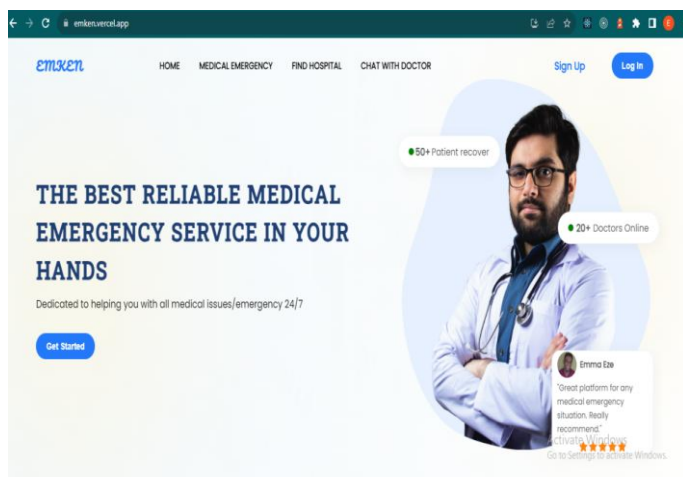 emken.vercel.app
EMKEN
HOME MEDICAL EMERGENCY FIND HOSPITAL CHAT WITH DOCTOR
Sign Up
Log In
50+ Patient recover
THE BEST RELIABLE MEDICAL
EMERGENCY SERVICE IN YOUR
HANDS
20+ Doctors Online
Dedicated to helping you with all medical issues/emergency 24/7
Get Started
Emma Eze
"Great platform for any
medical emergency
situation. Really
recommend."
Activate Windows
Go to Settings to activate Windows.